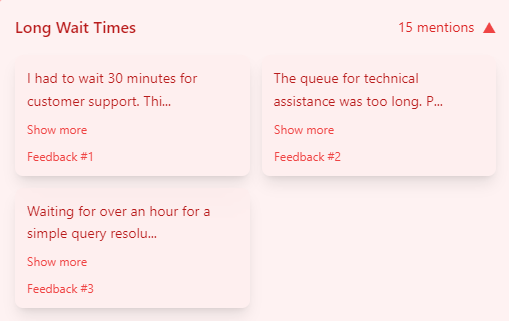 Long Wait Times
15 mentions ▲
I had to wait 30 minutes for
customer support. Thi...
Show more
Feedback #1
The queue for technical
assistance was too long. P...
Show more
Feedback #2
Waiting for over an hour for a
simple query resolu...
Show more
Feedback #3